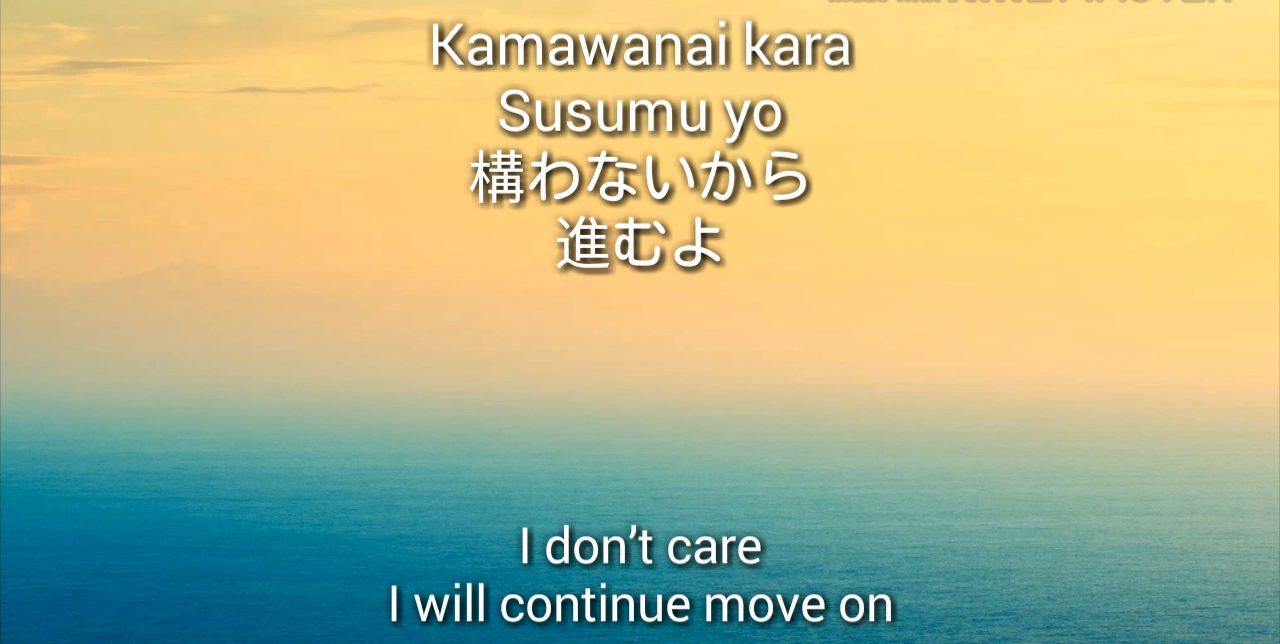 Kamawanai kara
Susumu yo
構わないから
進むよ
I don’t care
I will continue move on